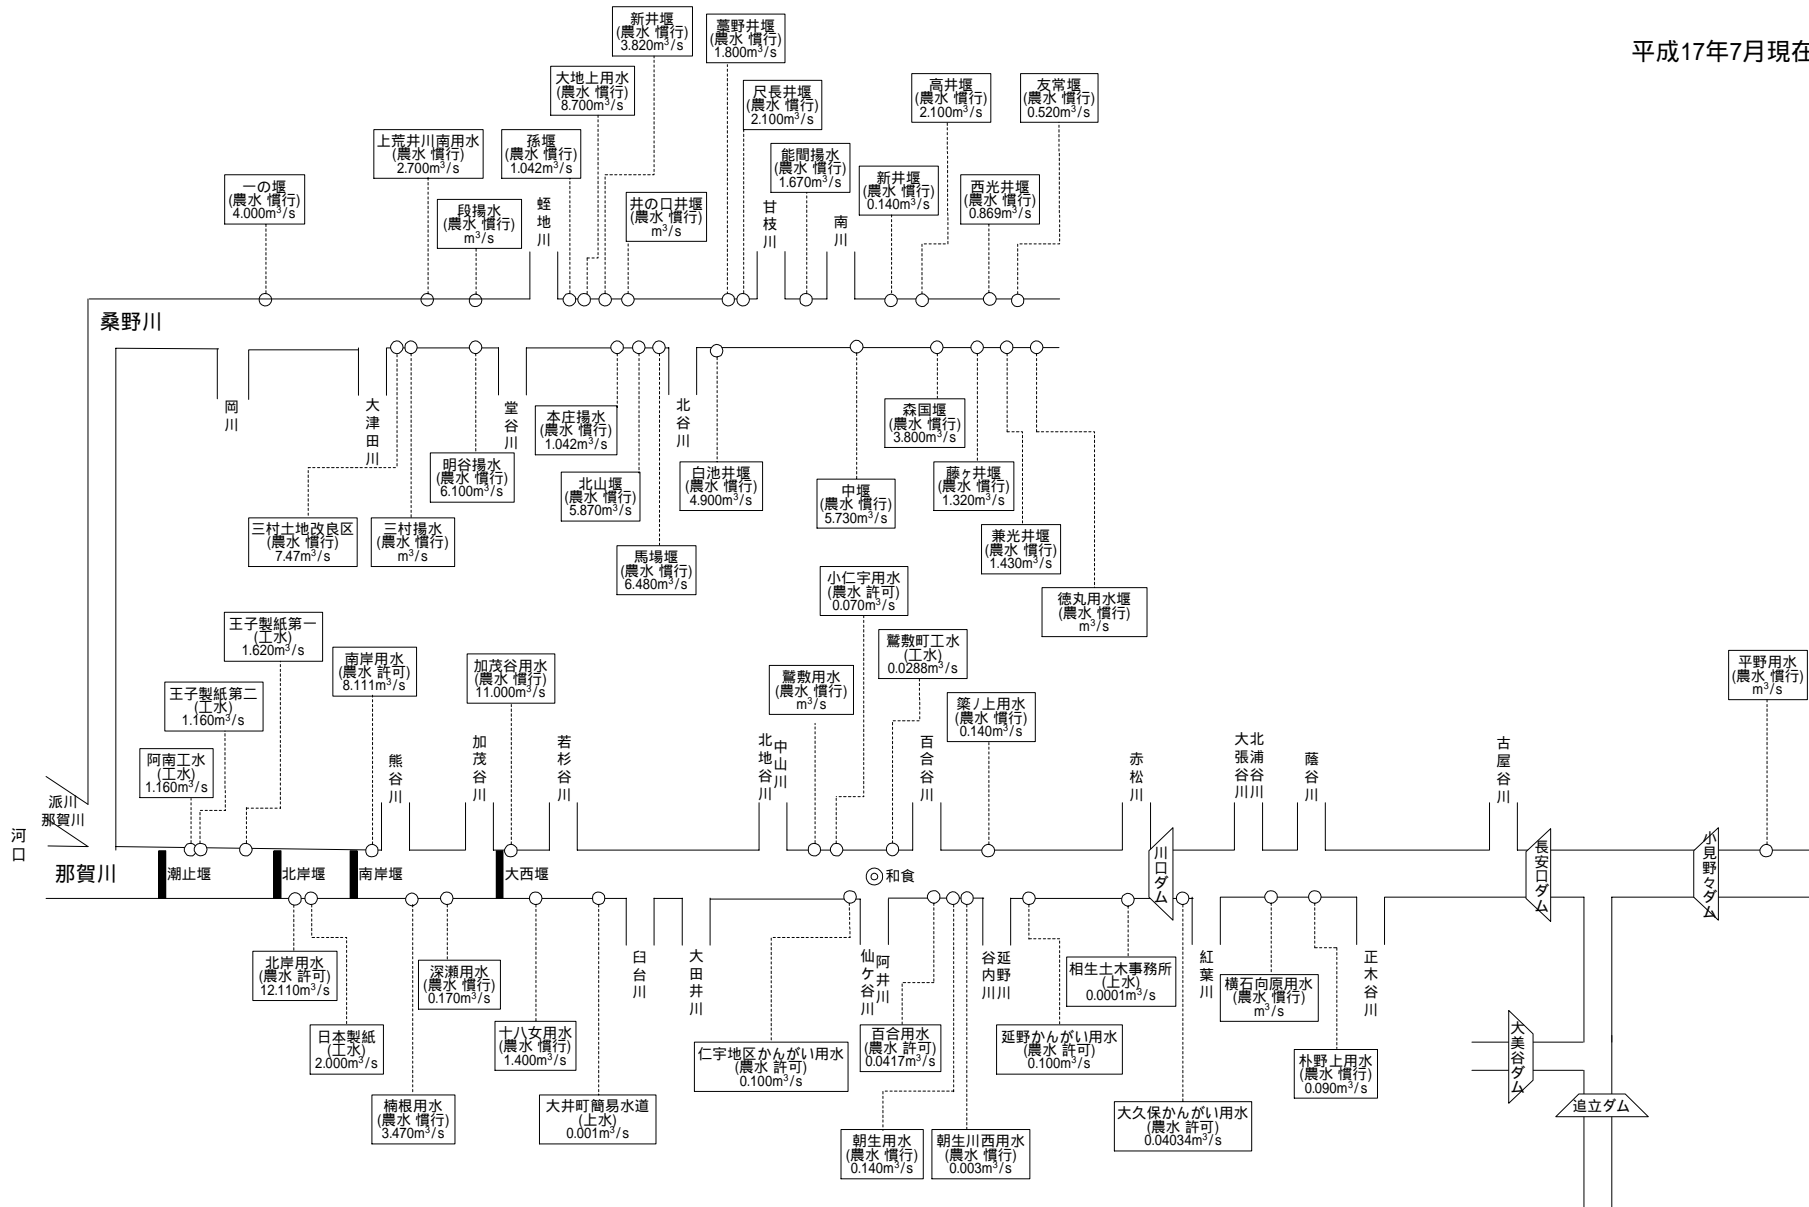 平成17年7月現在
新井堰
(農水 慣行)
3.820m³/s
藁野井堰
(農水 慣行)
1.800m³/s
大地上用水
(農水 慣行)
8.700m³/s
尺長井堰
(農水 慣行)
2.100m³/s
高井堰
(農水 慣行)
2.100m³/s
友常堰
(農水 慣行)
0.520m³/s
上荒井川南用水
(農水 慣行)
2.700m³/s
孫堰
(農水 慣行)
1.042m³/s
能間揚水
(農水 慣行)
1.670m³/s
新井堰
(農水 慣行)
0.140m³/s
西光井堰
(農水 慣行)
0.869m³/s
一の堰
(農水 慣行)
4.000m³/s
段揚水
(農水 慣行)
m³/s
井の口井堰
(農水 慣行)
m³/s
蛭地川
甘枝川
南川
桑野川
岡川
大津田川
堂谷川
北谷川
本庄揚水
(農水 慣行)
1.042m³/s
森国堰
(農水 慣行)
3.800m³/s
明谷揚水
(農水 慣行)
6.100m³/s
北山堰
(農水 慣行)
5.870m³/s
白池井堰
(農水 慣行)
4.900m³/s
中堰
(農水 慣行)
5.730m³/s
藤ヶ井堰
(農水 慣行)
1.320m³/s
三村土地改良区
(農水 慣行)
7.47m³/s
三村揚水
(農水 慣行)
m³/s
馬場堰
(農水 慣行)
6.480m³/s
兼光井堰
(農水 慣行)
1.430m³/s
徳丸用水堰
(農水 慣行)
m³/s
小仁宇用水
(農水 許可)
0.070m³/s
王子製紙第一
(工水)
1.620m³/s
南岸用水
(農水 許可)
8.111m³/s
加茂谷用水
(農水 慣行)
11.000m³/s
鷲敷町工水
(工水)
0.0288m³/s
鷲敷用水
(農水 慣行)
m³/s
簗ノ上用水
(農水 慣行)
0.140m³/s
平野用水
(農水 慣行)
m³/s
王子製紙第二
(工水)
1.160m³/s
阿南工水
(工水)
1.160m³/s
熊谷川
加茂谷川
若杉谷川
北地谷川
中山川
百合谷川
赤松川
大張谷川
北浦谷川
蔭谷川
古屋谷川
派川
那賀川
河口
那賀川
潮止堰
北岸堰
南岸堰
大西堰
和食
川口ダム
長安口ダム
小見野々ダム
臼台川
大田井川
仙ケ谷川
阿井川
谷内川
延野川
紅葉川
正木谷川
北岸用水
(農水 許可)
12.110m³/s
深瀬用水
(農水 慣行)
0.170m³/s
相生土木事務所
(上水)
0.0001m³/s
横石向原用水
(農水 慣行)
m³/s
日本製紙
(工水)
2.000m³/s
十八女用水
(農水 慣行)
1.400m³/s
仁宇地区かんがい用水
(農水 許可)
0.100m³/s
百合用水
(農水 許可)
0.0417m³/s
延野かんがい用水
(農水 許可)
0.100m³/s
朴野上用水
(農水 慣行)
0.090m³/s
大美谷ダム
追立ダム
楠根用水
(農水 慣行)
3.470m³/s
大井町簡易水道
(上水)
0.001m³/s
朝生用水
(農水 慣行)
0.140m³/s
朝生川西用水
(農水 慣行)
0.003m³/s
大久保かんがい用水
(農水 許可)
0.04034m³/s